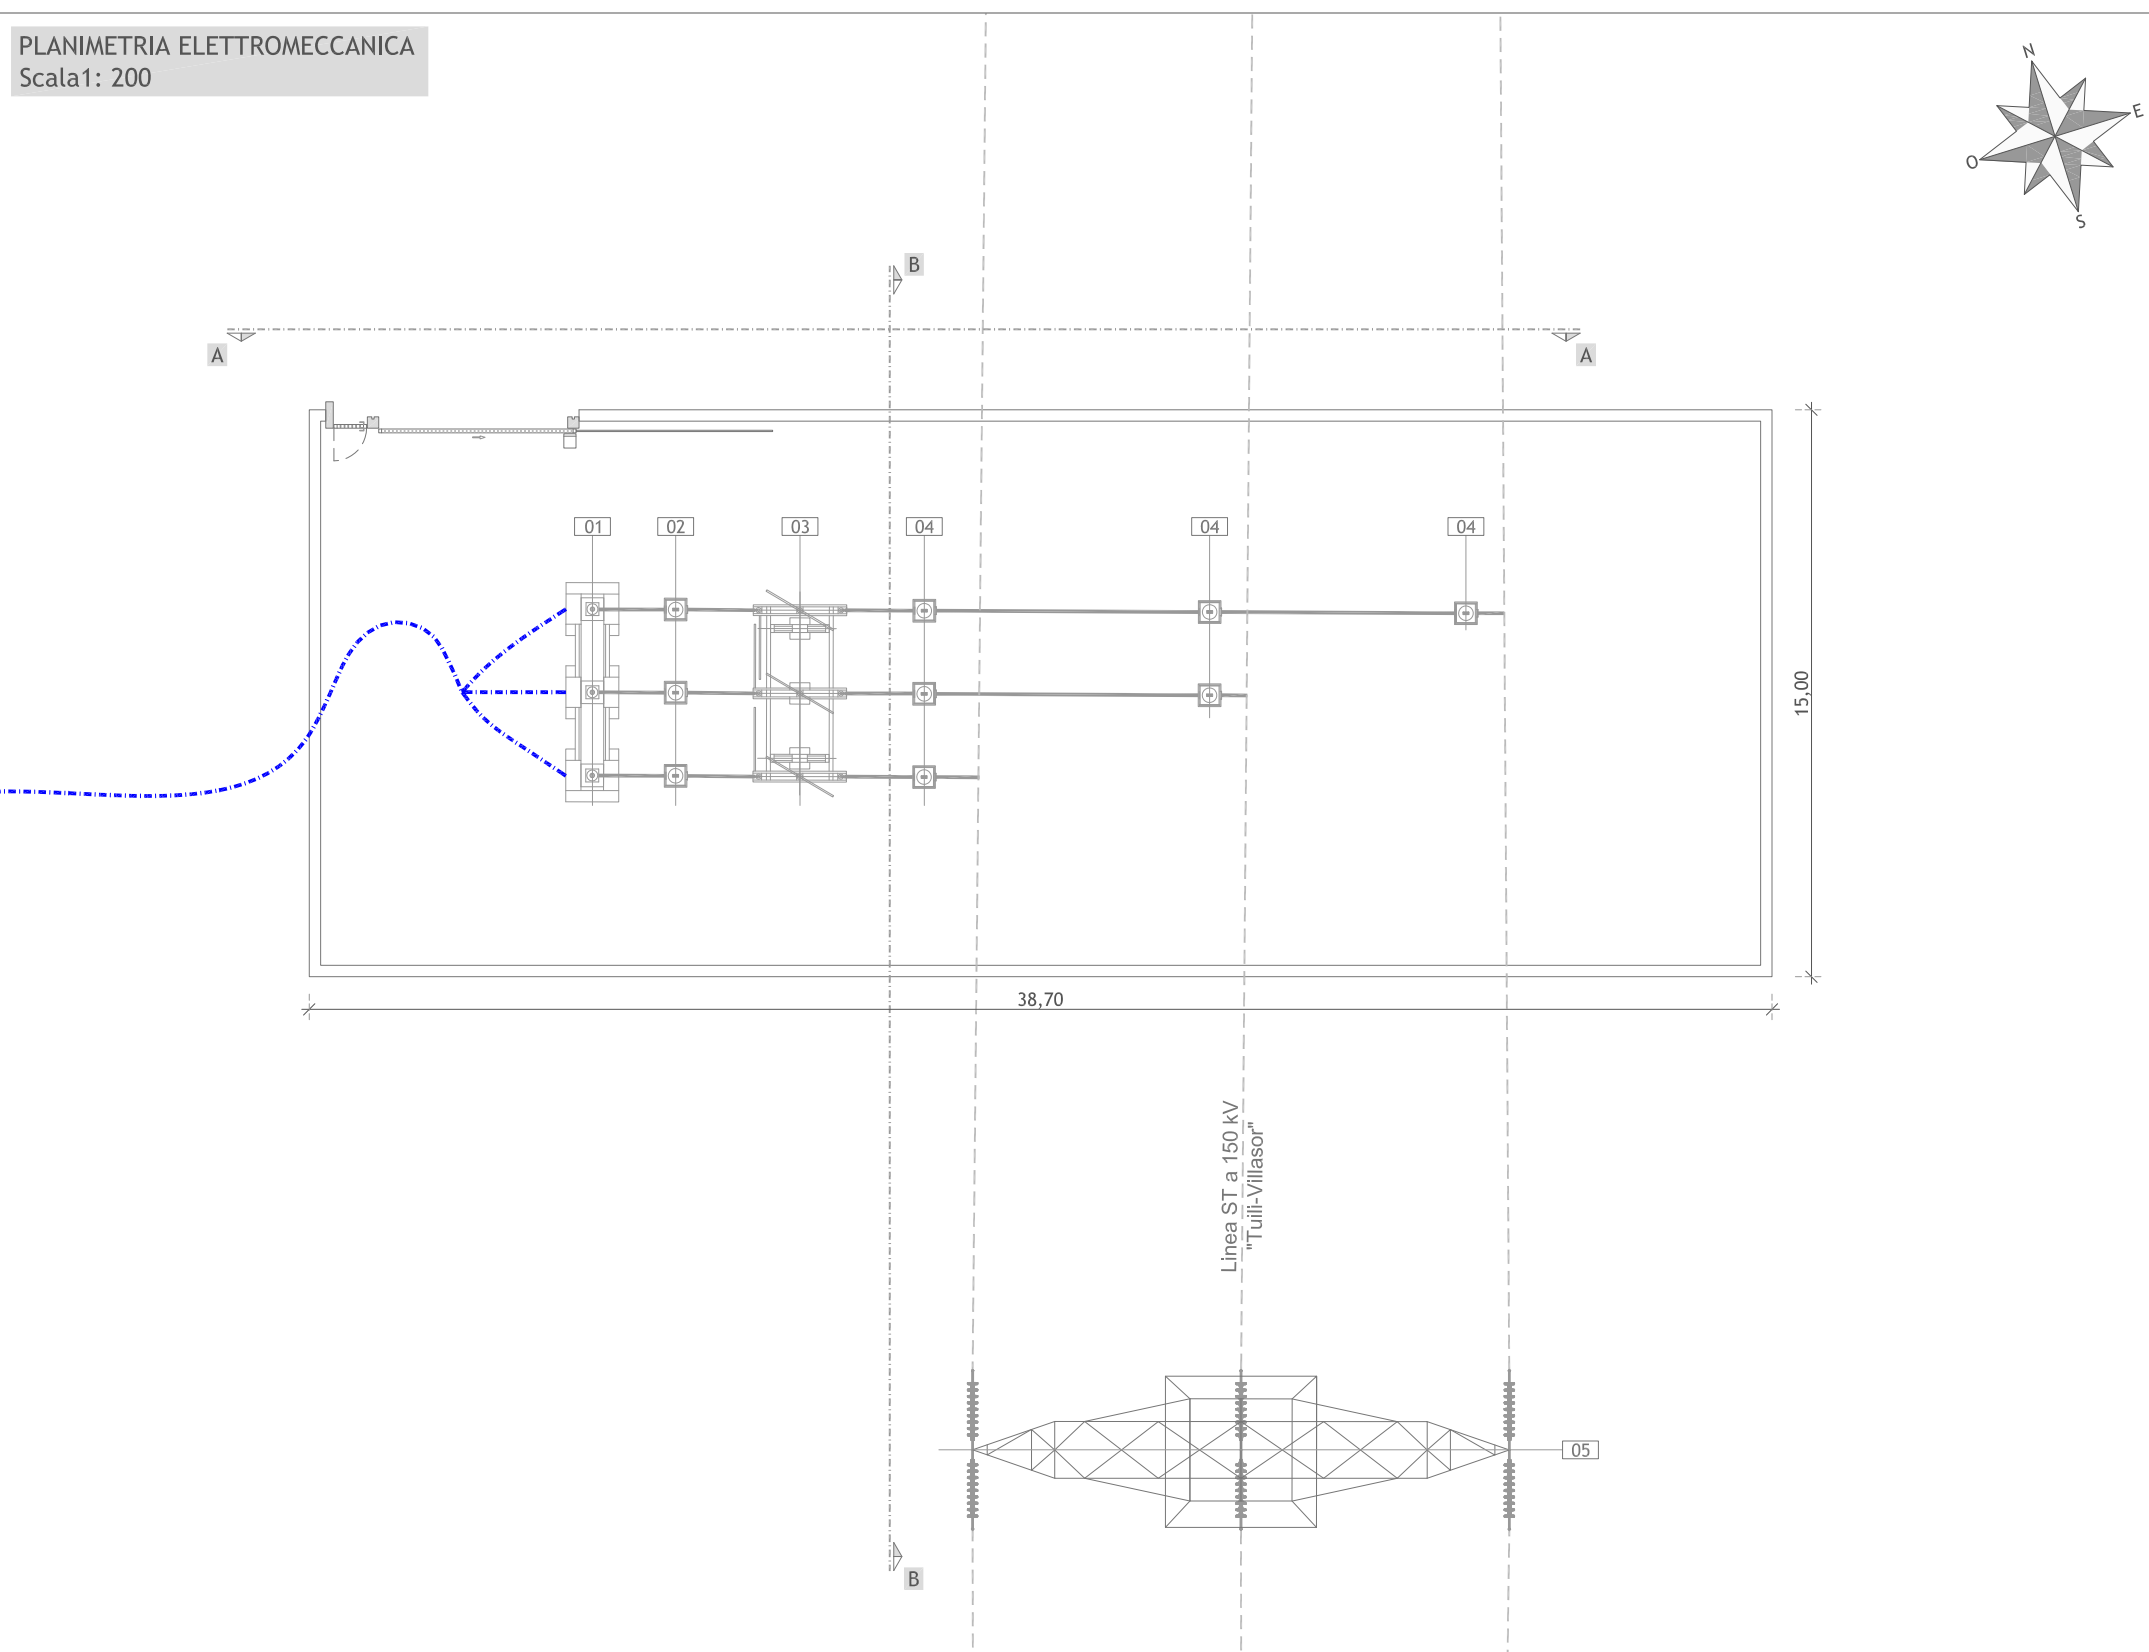 PLANIMETRIA ELETTROMECCANICA
Scala1: 200
N
E
O
S
B
A
A
01
02
03
04
04
04
15,00
38,70
Linea ST a 150 kV
"Tuili-Villasor"
05
B